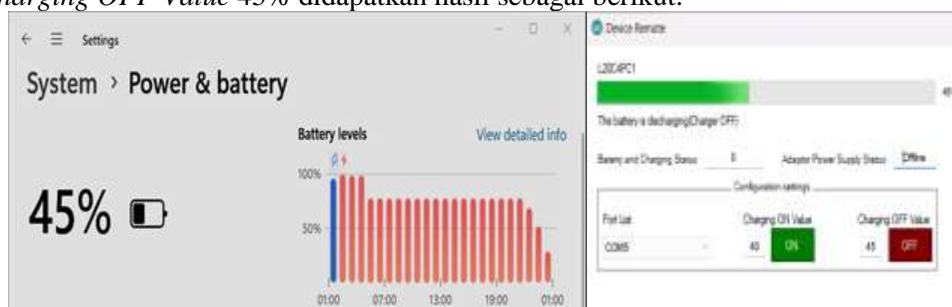 Charging OFF Value 45% didapatkan hasil sebagai berikut:
Settings
System > Power & battery
Battery levels
View detailed info
45%
100%
50%
01:00 07:00 13:00 19:00 01:00
Device Remote
The battery is discharging(Charger OFF)
Battery and Charging Status 0 Adapter Power Supply Status Offline
Configuration settings
Port List Charging ON Value Charging OFF Value
COM5 40 ON 45 OFF